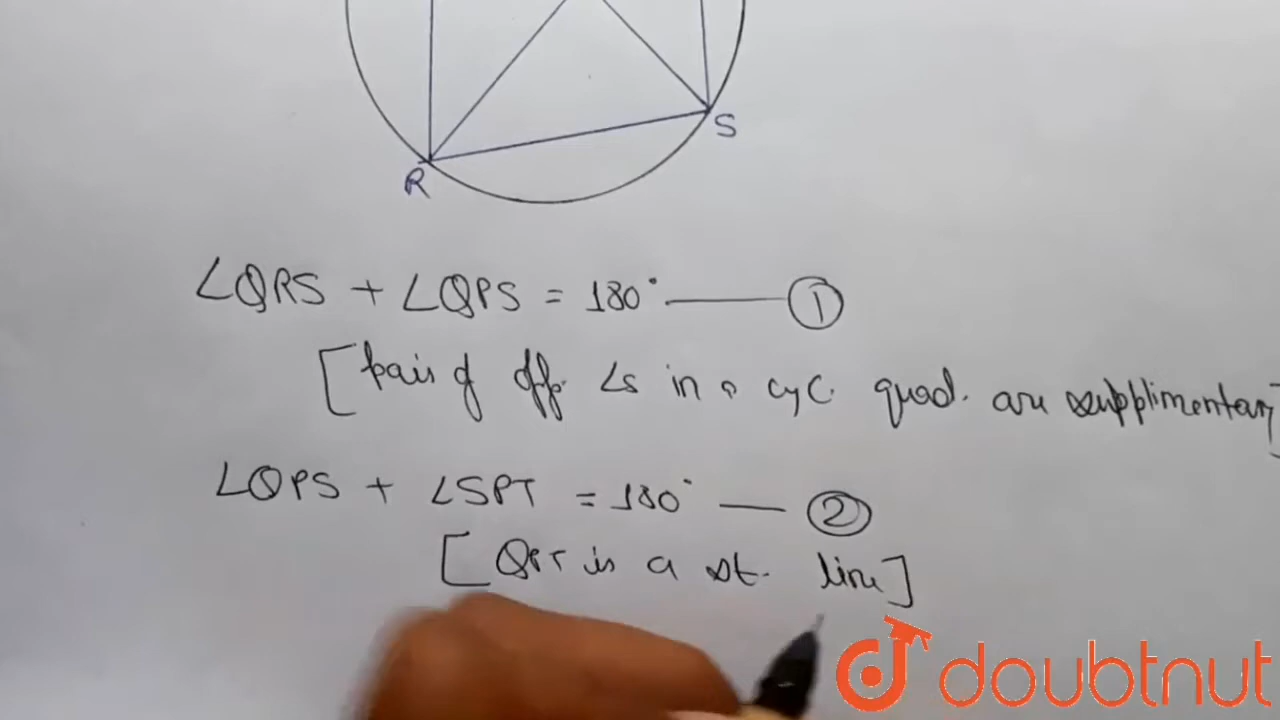 S
R
∠QRS + ∠QPS = 180° —— ①
[pair of opp. ∠s in a cyc. quad. are supplimentary]
∠QPS + ∠SPT = 180° — ②
[QPT is a st. line]
doubtnut